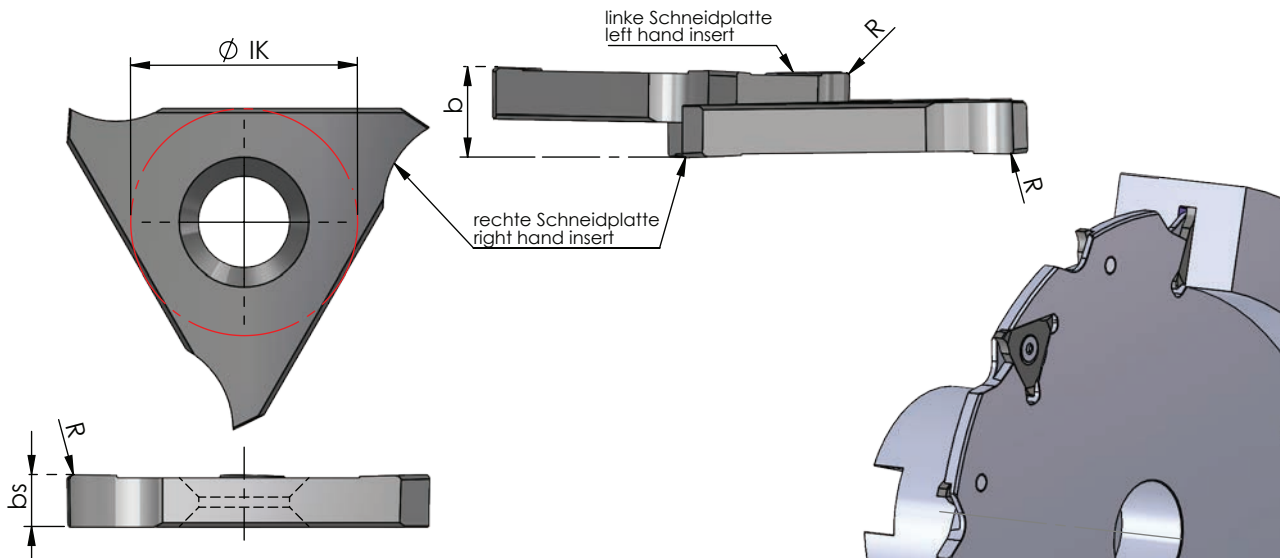 Ø IK
linke Schneidplatte
left hand insert
R
b
R
rechte Schneidplatte
right hand insert
R
bs